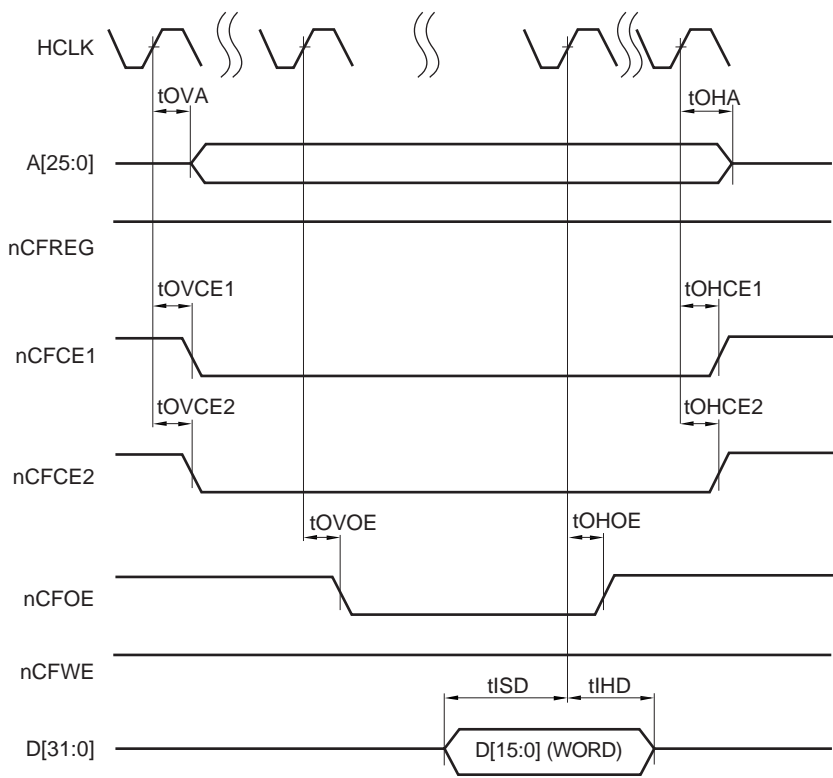 HCLK
tOVA
tOHA
A[25:0]
nCFREG
tOVCE1
tOHCE1
nCFCE1
tOVCE2
tOHCE2
nCFCE2
tOVOE
tOHOE
nCFOE
nCFWE
tISD
tIHD
D[31:0]
D[15:0] (WORD)